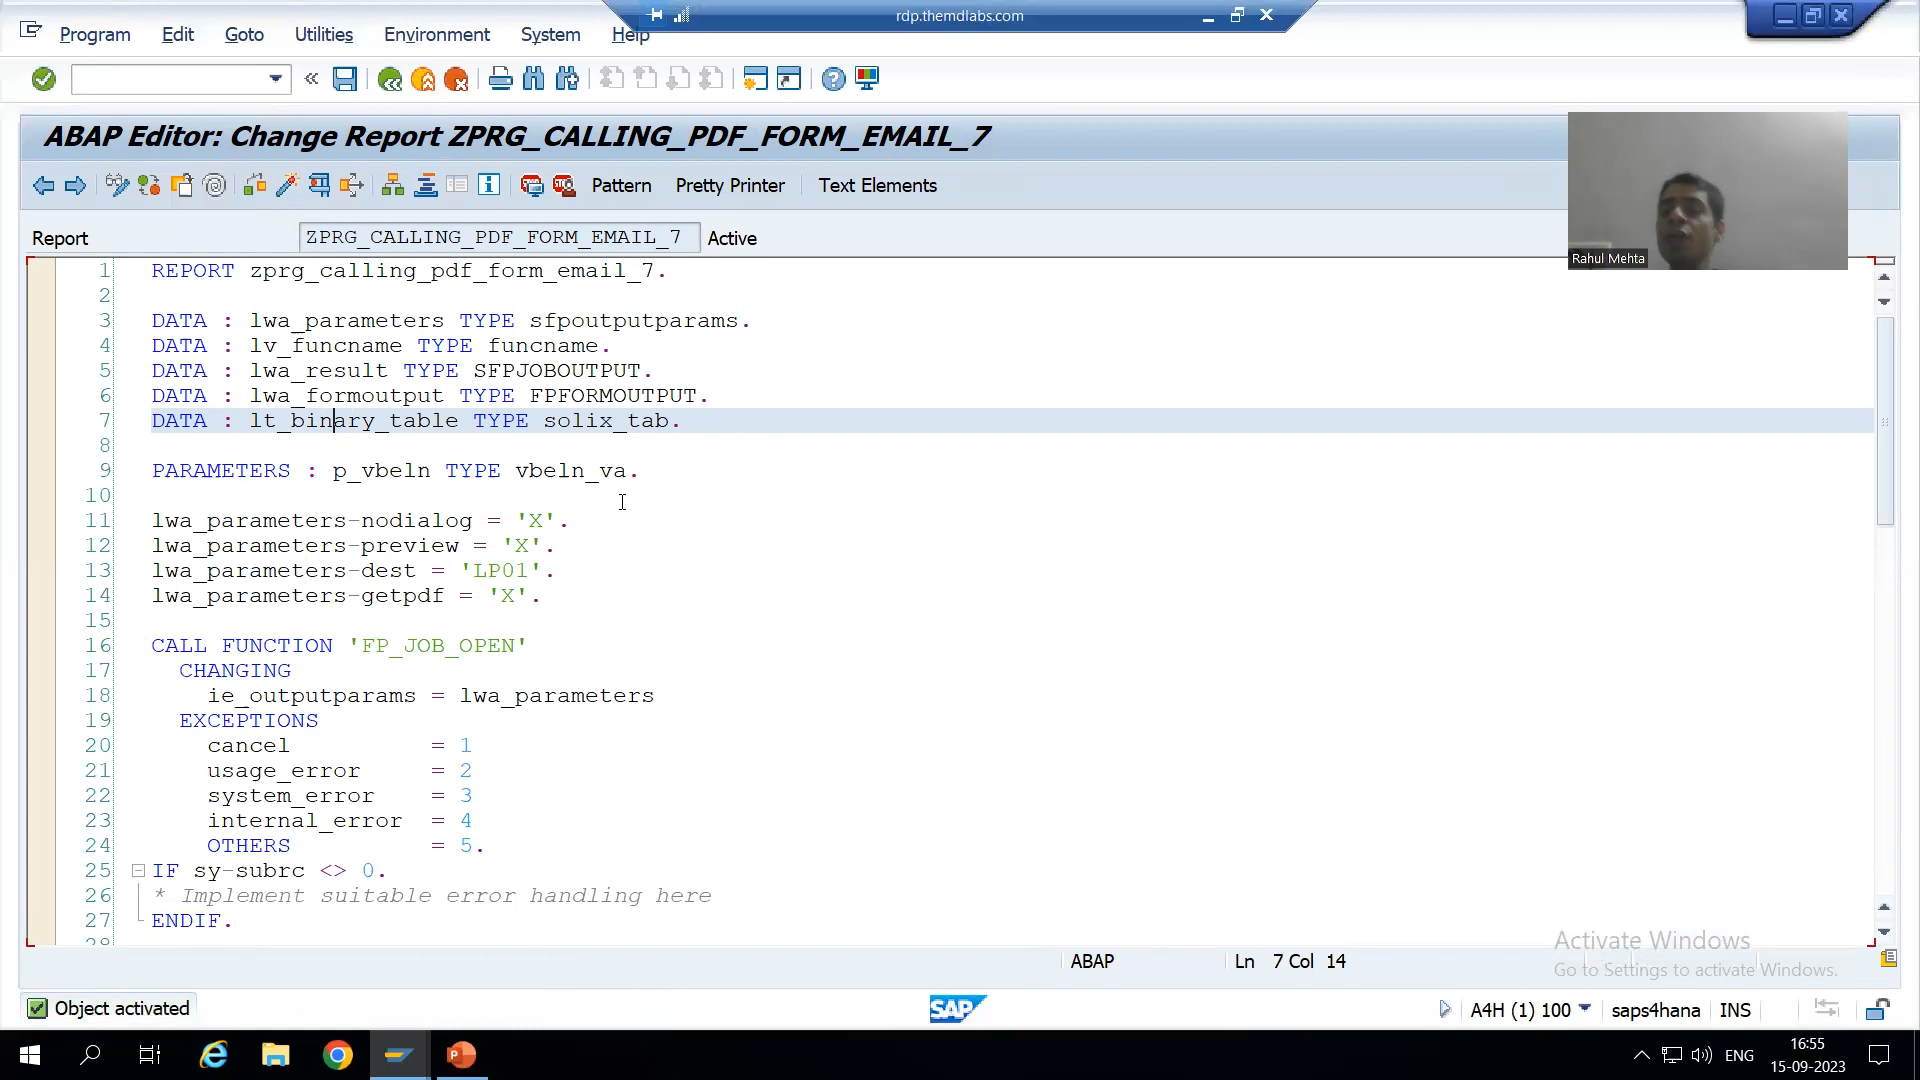 rdp.themdlabs.com
Program Edit Goto Utilities Environment System Help
ABAP Editor: Change Report ZPRG_CALLING_PDF_FORM_EMAIL_7
Pattern Pretty Printer Text Elements
Report ZPRG_CALLING_PDF_FORM_EMAIL_7 Active
Rahul Mehta
1 REPORT zprg_calling_pdf_form_email_7.
2
3 DATA : lwa_parameters TYPE sfpoutputparams.
4 DATA : lv_funcname TYPE funcname.
5 DATA : lwa_result TYPE SFPJOBOUTPUT.
6 DATA : lwa_formoutput TYPE FPFORMOUTPUT.
7 DATA : lt_binary_table TYPE solix_tab.
8
9 PARAMETERS : p_vbeln TYPE vbeln_va.
10
11 lwa_parameters-nodialog = 'X'.
12 lwa_parameters-preview = 'X'.
13 lwa_parameters-dest = 'LP01'.
14 lwa_parameters-getpdf = 'X'.
15
16 CALL FUNCTION 'FP_JOB_OPEN'
17 CHANGING
18 ie_outputparams = lwa_parameters
19 EXCEPTIONS
20 cancel = 1
21 usage_error = 2
22 system_error = 3
23 internal_error = 4
24 OTHERS = 5.
25 IF sy-subrc <> 0.
26 * Implement suitable error handling here
27 ENDIF.
28
Activate Windows
Go to Settings to activate Windows.
ABAP Ln 7 Col 14
Object activated SAP A4H (1) 100 saps4hana INS
ENG 16:55
15-09-2023